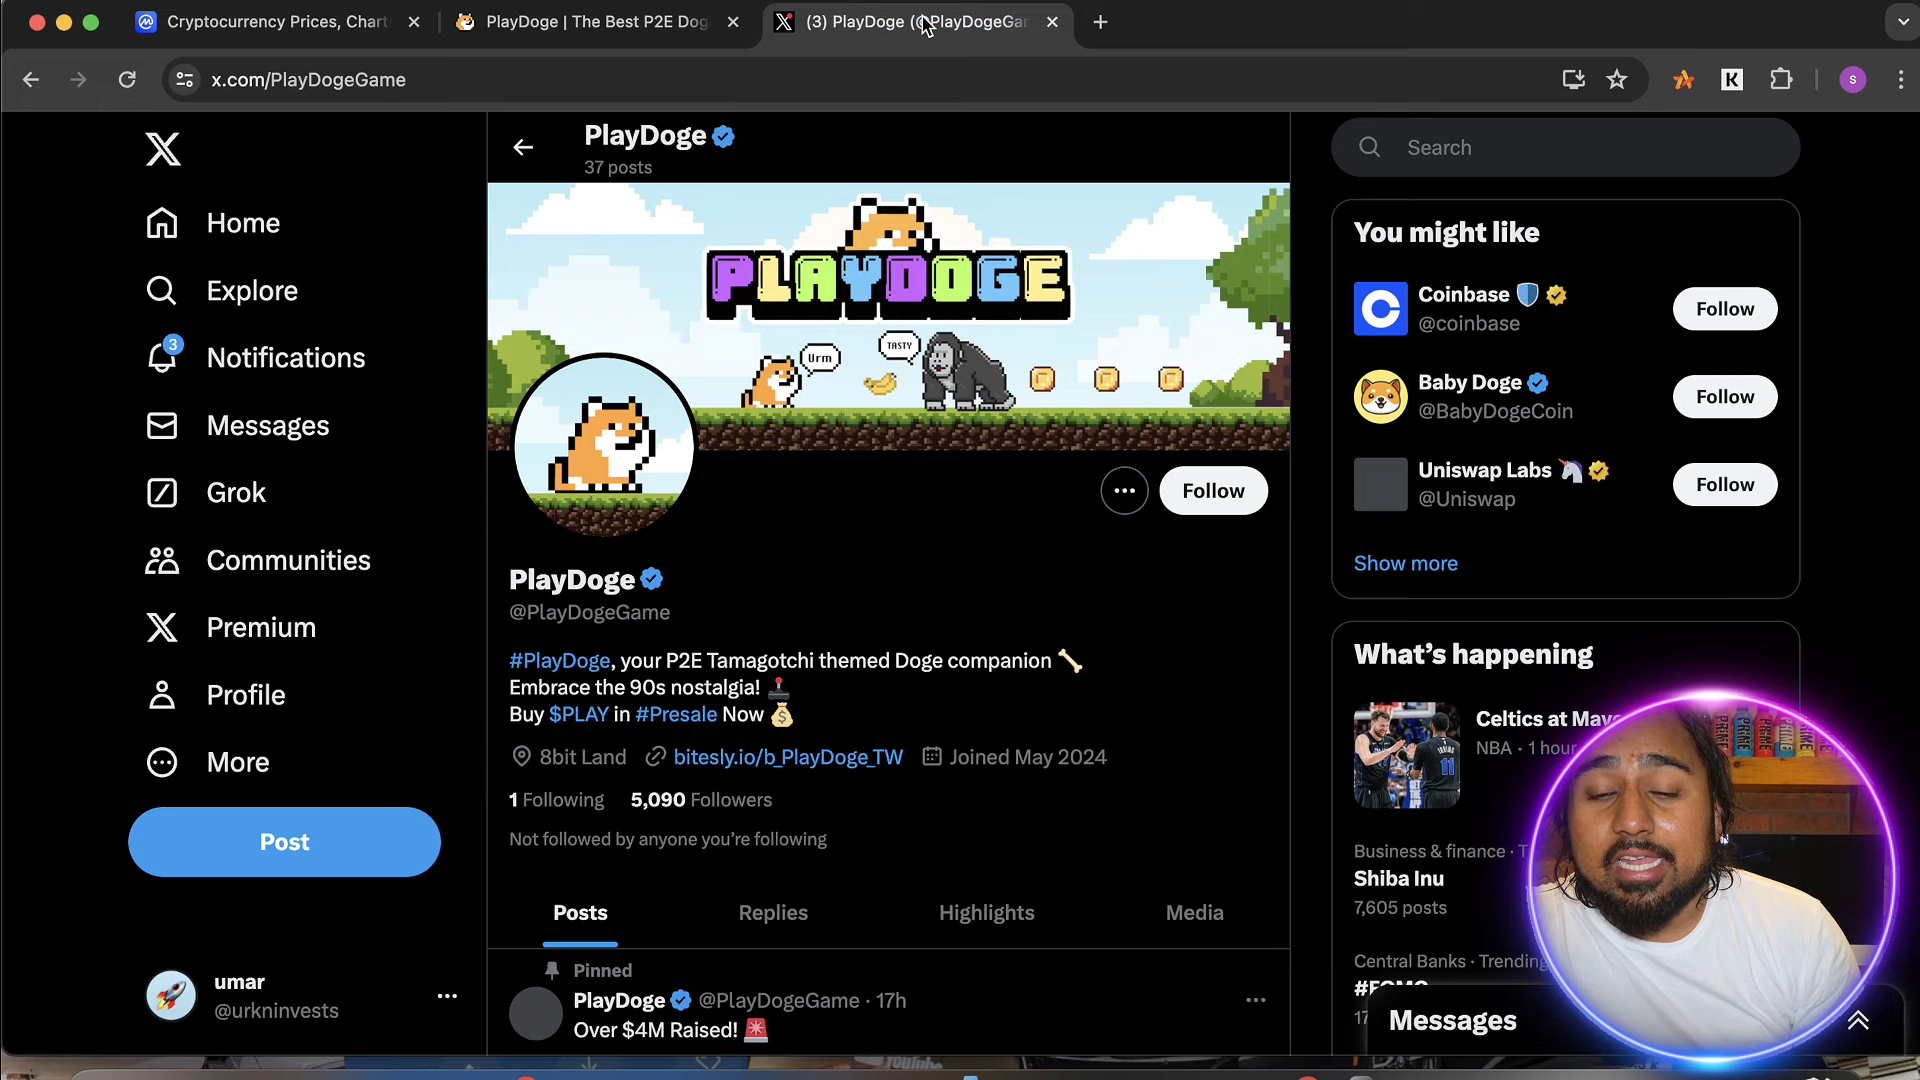 Cryptocurrency Prices, Chart
PlayDoge | The Best P2E Dog
(3) PlayDoge (@PlayDogeGam
x.com/PlayDogeGame
K
S
PlayDoge
37 posts
Search
Home
Explore
3
Notifications
Messages
Grok
Communities
Premium
Profile
More
Post
umar
@urkninvests
PLAYDOGE
Urm
TASTY
Follow
PlayDoge
@PlayDogeGame
#PlayDoge, your P2E Tamagotchi themed Doge companion
Embrace the 90s nostalgia!
Buy $PLAY in #Presale Now
8bit Land
bitesly.io/b_PlayDoge_TW
Joined May 2024
1 Following 5,090 Followers
Not followed by anyone you're following
Posts Replies Highlights Media
Pinned
PlayDoge @PlayDogeGame · 17h
Over $4M Raised!
You might like
Coinbase
@coinbase
Follow
Baby Doge
@BabyDogeCoin
Follow
Uniswap Labs
@Uniswap
Follow
Show more
What's happening
Celtics at Mav
NBA · 1 hour
Business & finance · T
Shiba Inu
7,605 posts
Central Banks · Trending
#FOMC
17
Messages
PRIME
PRIME
PRIME